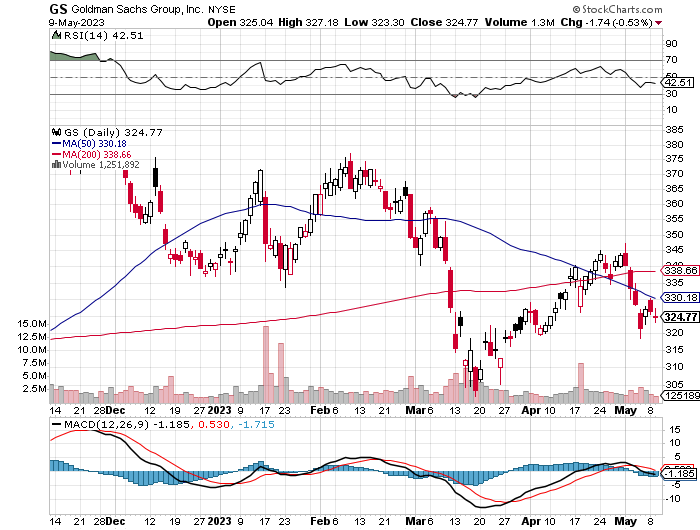 GS Goldman Sachs Group, Inc. NYSE © StockCharts.com
9-May-2023 Open 325.04 High 327.18 Low 323.30 Close 324.77 Volume 1.3M Chg -1.74 (-0.53%)
RSI(14) 42.51
90
70
50
42.51
30
10
GS (Daily) 324.77
MA(50) 330.18
MA(200) 338.66
Volume 1,251,892
385
380
375
370
365
360
355
350
345
338.66
335
330.18
324.77
320
315
310
305
125189
15.0M
12.5M
10.0M
7.5M
5.0M
2.5M
14 21 28 Dec 12 19 2023 9 17 23 Feb 6 13 21 Mar 6 13 20 27 Apr 10 17 24 May 8
MACD(12,26,9) -1.185, 0.530, -1.715
15
10
5
-1.185
-5
-10
14 21 28 Dec 12 19 2023 9 17 23 Feb 6 13 21 Mar 6 13 20 27 Apr 10 17 24 May 8